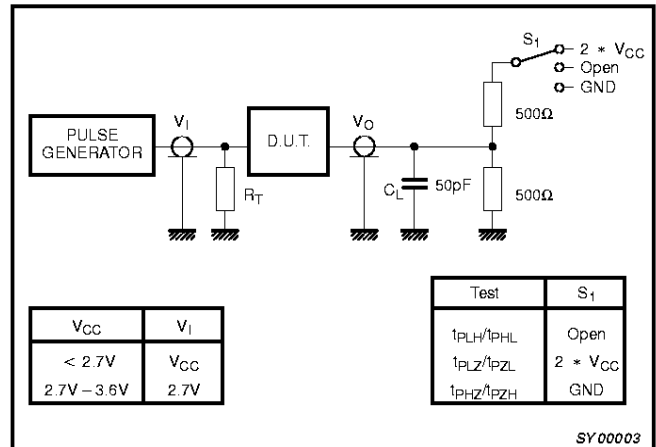 S1
2 * VCC
Open
GND
500Ω
VI
VO
PULSE
GENERATOR
D.U.T.
RT
CL
50pF
500Ω
VCC VI
< 2.7V VCC
2.7V – 3.6V 2.7V
Test S1
tPLH/tPHL Open
tPLZ/tPZL 2 * VCC
tPHZ/tPZH GND
SY00003